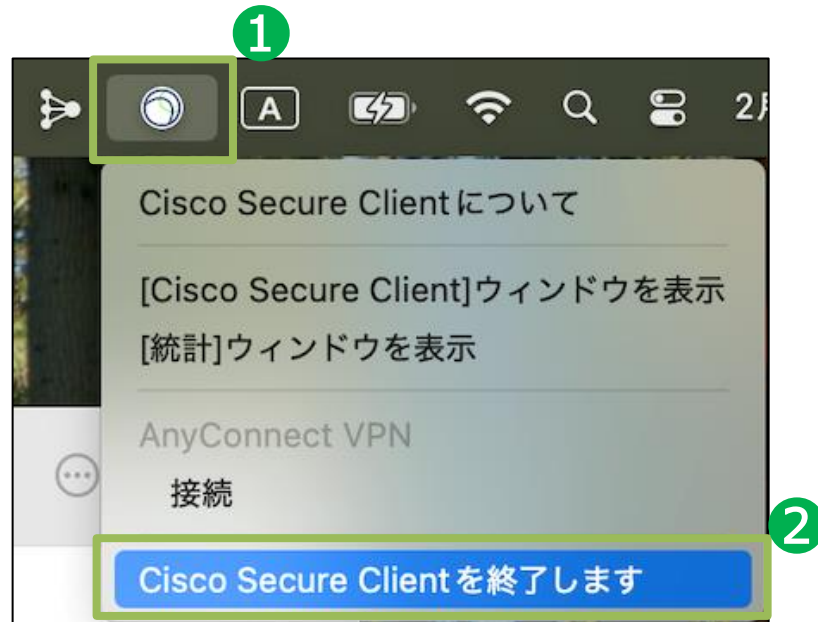 1
A
2月
Cisco Secure Clientについて
[Cisco Secure Client]ウィンドウを表示
[統計]ウィンドウを表示
AnyConnect VPN
接続
2
Cisco Secure Clientを終了します